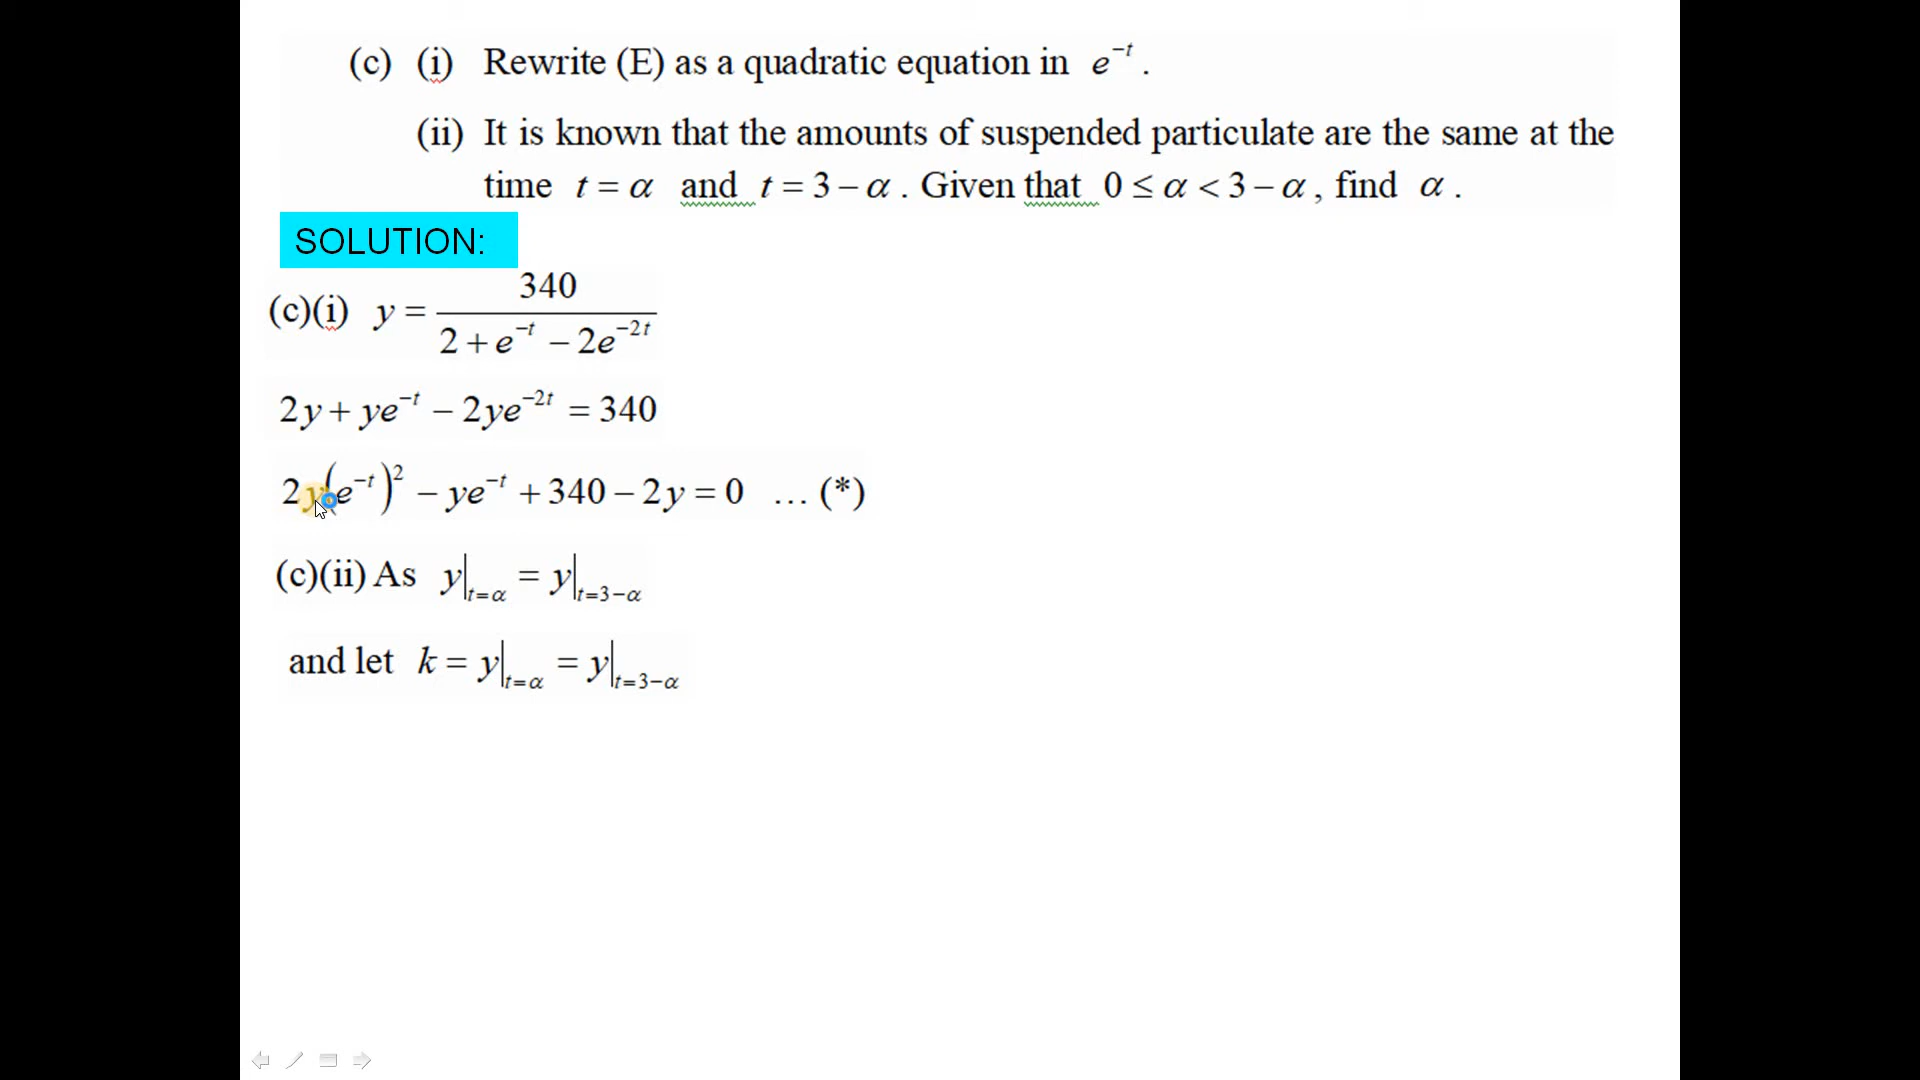 (c) (i) Rewrite (E) as a quadratic equation in e^{-t} .
(ii) It is known that the amounts of suspended particulate are the same at the
time t = α and t = 3 − α . Given that 0 ≤ α < 3 − α , find α .
SOLUTION:
(c)(i) y = \frac{340}{2 + e^{-t} − 2e^{-2t}}
2y + ye^{-t} − 2ye^{-2t} = 340
2y(e^{-t})^2 − ye^{-t} + 340 − 2y = 0 … (*)
(c)(ii) As y|_{t=α} = y|_{t=3−α}
and let k = y|_{t=α} = y|_{t=3−α}